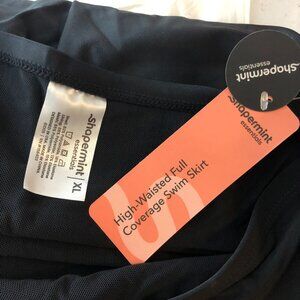 .shapermint
essentials
.shapermint
essentials
High-Waisted Full
Coverage Swim Skirt
.shapermint
essentials
XL